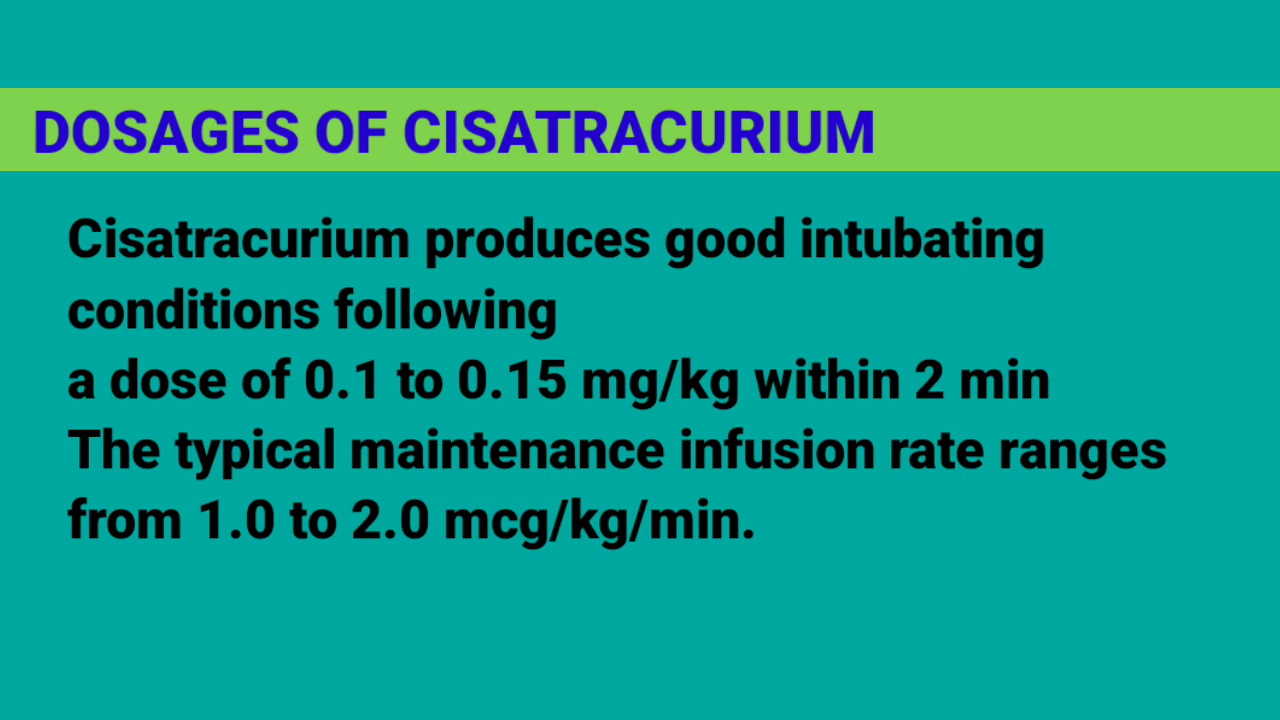 DOSAGES OF CISATRACURIUM
Cisatracurium produces good intubating
conditions following
a dose of 0.1 to 0.15 mg/kg within 2 min
The typical maintenance infusion rate ranges
from 1.0 to 2.0 mcg/kg/min.